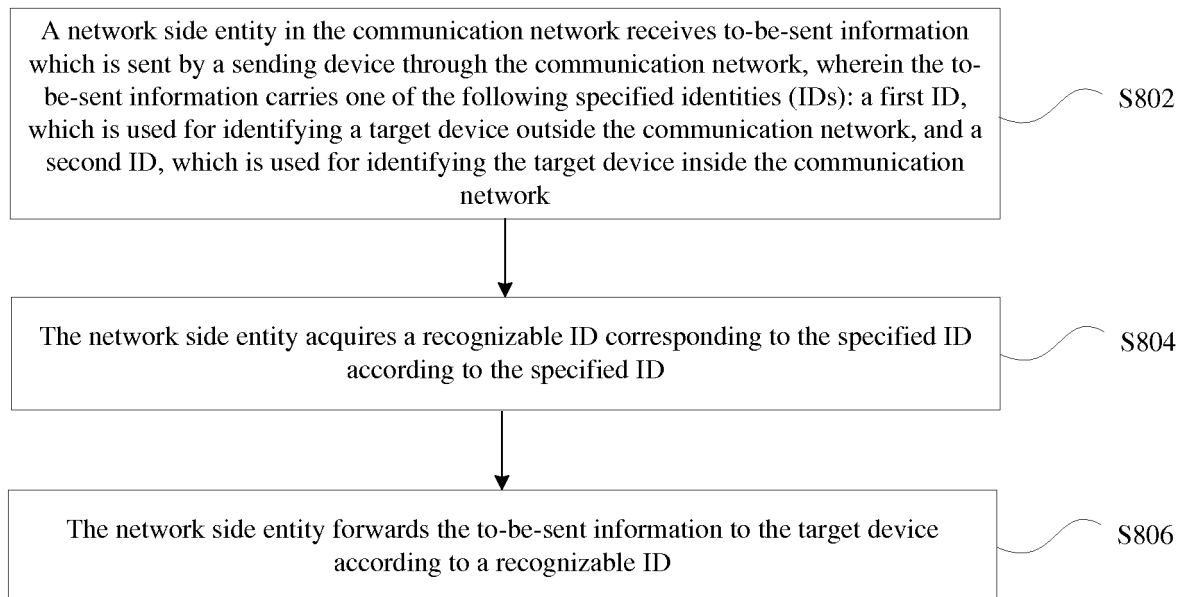 A network side entity in the communication network receives to-be-sent information
which is sent by a sending device through the communication network, wherein the to-
be-sent information carries one of the following specified identities (IDs): a first ID,
which is used for identifying a target device outside the communication network, and a
second ID, which is used for identifying the target device inside the communication
network
S802
The network side entity acquires a recognizable ID corresponding to the specified ID
according to the specified ID
S804
The network side entity forwards the to-be-sent information to the target device
according to a recognizable ID
S806